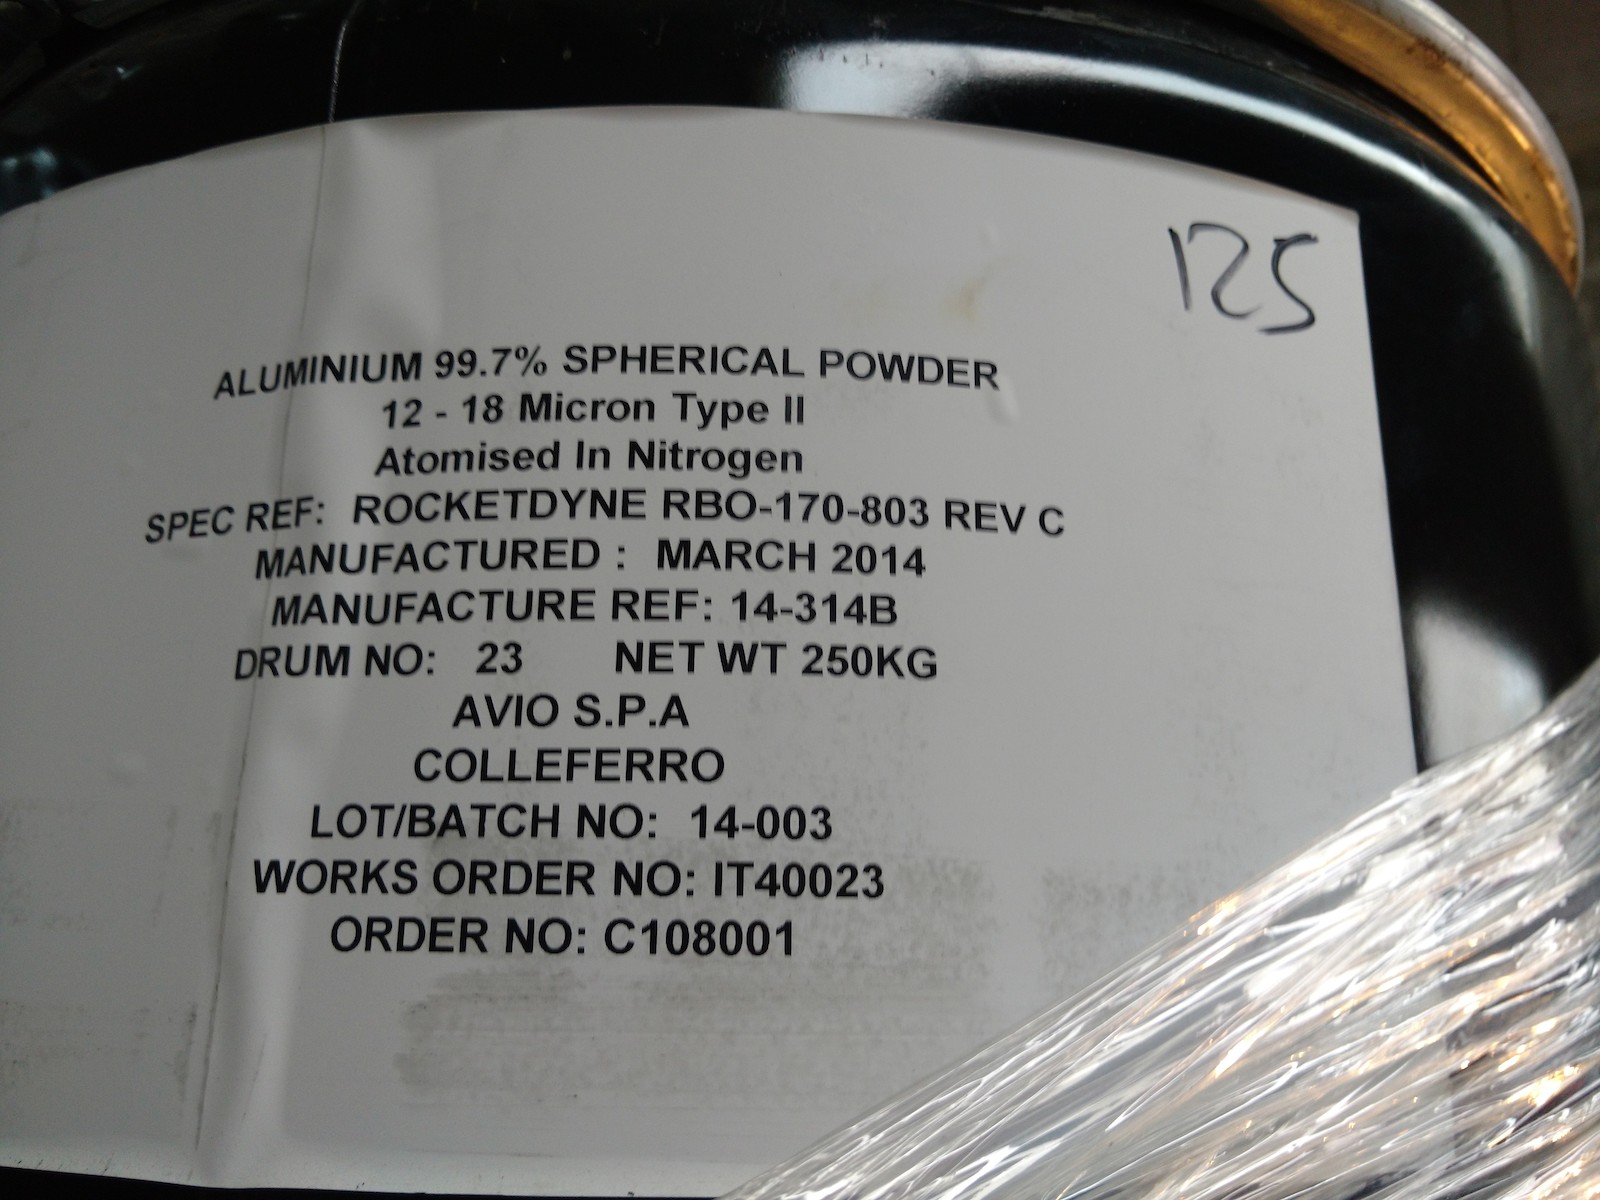 125
ALUMINIUM 99.7% SPHERICAL POWDER
12 - 18 Micron Type II
Atomised In Nitrogen
SPEC REF: ROCKETDYNE RBO-170-803 REV C
MANUFACTURED : MARCH 2014
MANUFACTURE REF: 14-314B
DRUM NO: 23 NET WT 250KG
AVIO S.P.A
COLLEFERRO
LOT/BATCH NO: 14-003
WORKS ORDER NO: IT40023
ORDER NO: C108001